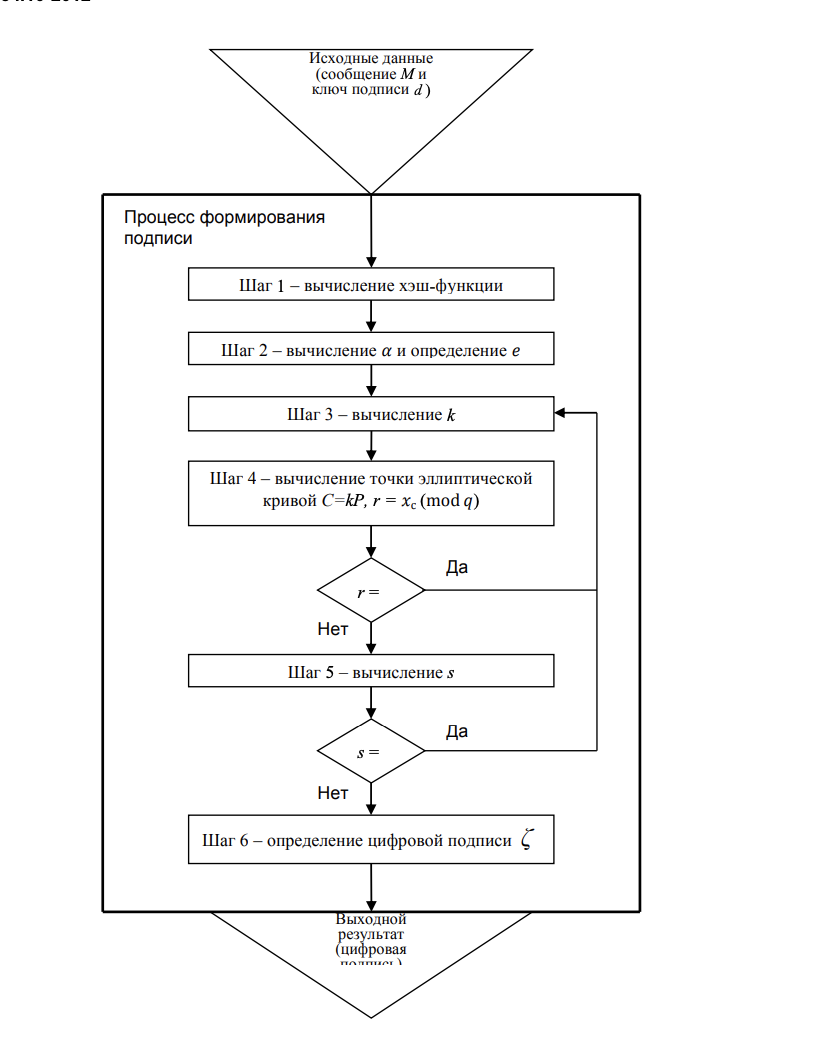 Исходные данные
(сообщение M и
ключ подписи d )
Процесс формирования
подписи
Шаг 1 – вычисление хэш-функции
Шаг 2 – вычисление α и определение e
Шаг 3 – вычисление k
Шаг 4 – вычисление точки эллиптической
кривой C=kP, r = xc (mod q)
Да
r =
Нет
Шаг 5 – вычисление s
Да
s =
Нет
Шаг 6 – определение цифровой подписи ζ
Выходной
результат
(цифровая
подпись)